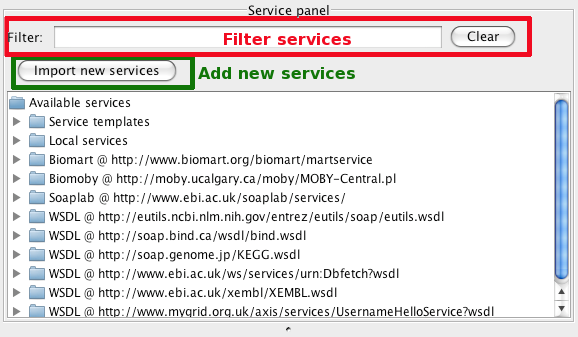 Service panel
Filter: Filter services Clear
Import new services Add new services
Available services
Service templates
Local services
Biomart @ http://www.biomart.org/biomart/martservice
Biomoby @ http://moby.ucalgary.ca/moby/MOBY-Central.pl
Soaplab @ http://www.ebi.ac.uk/soaplab/services/
WSDL @ http://eutils.ncbi.nlm.nih.gov/entrez/eutils/soap/eutils.wsdl
WSDL @ http://soap.bind.ca/wsdl/bind.wsdl
WSDL @ http://soap.genome.jp/KEGG.wsdl
WSDL @ http://www.ebi.ac.uk/ws/services/urn:Dbfetch?wsdl
WSDL @ http://www.ebi.ac.uk/xembl/XEMBL.wsdl
WSDL @ http://www.mygrid.org.uk/axis/services/UsernameHelloService?wsdl